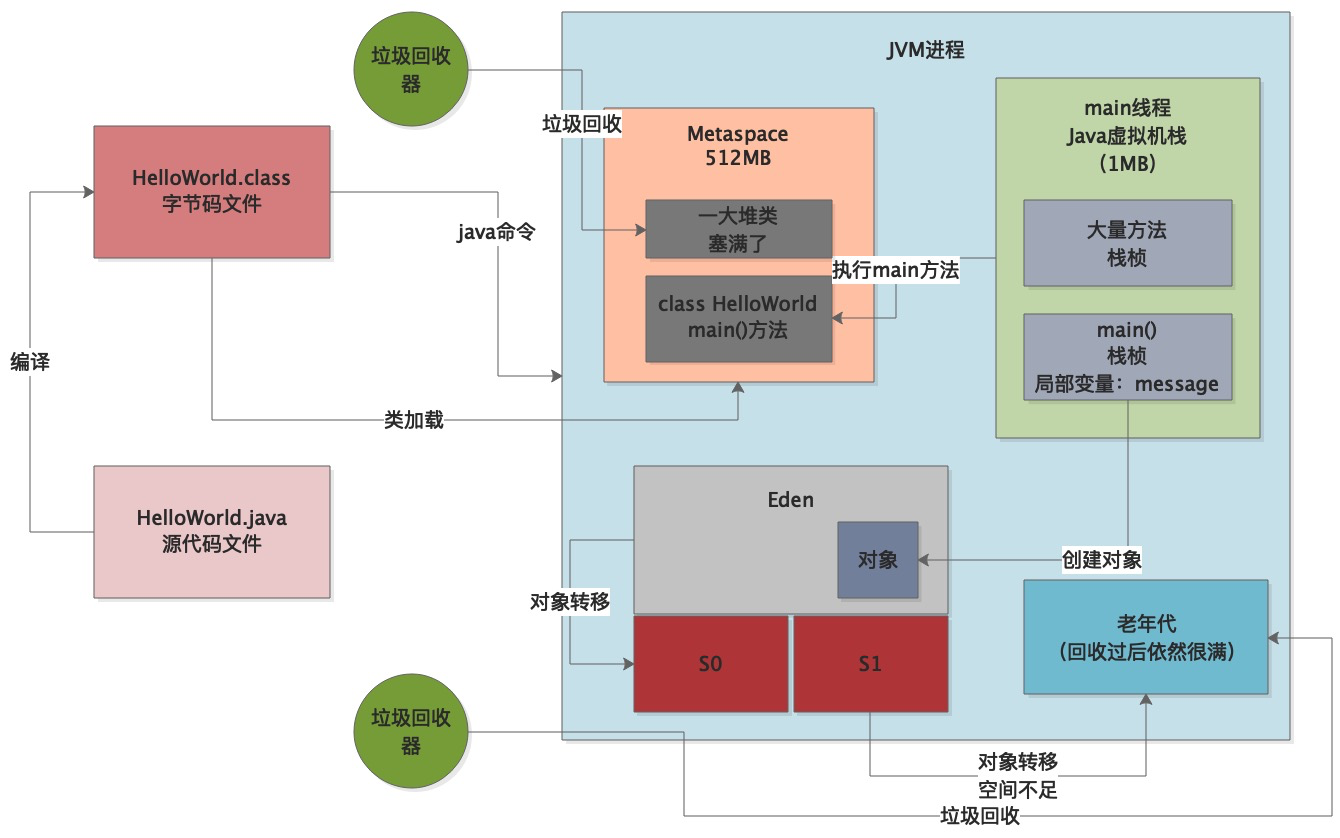 垃圾回收
器
JVM进程
垃圾回收
Metaspace
512MB
main线程
Java虚拟机栈
（1MB）
HelloWorld.class
字节码文件
java命令
一大堆类
塞满了
大量方法
栈桢
执行main方法
class HelloWorld
main()方法
main()
栈桢
局部变量：message
编译
类加载
HelloWorld.java
源代码文件
Eden
对象
创建对象
对象转移
S0
S1
老年代
（回收过后依然很满）
垃圾回收
器
对象转移
空间不足
垃圾回收